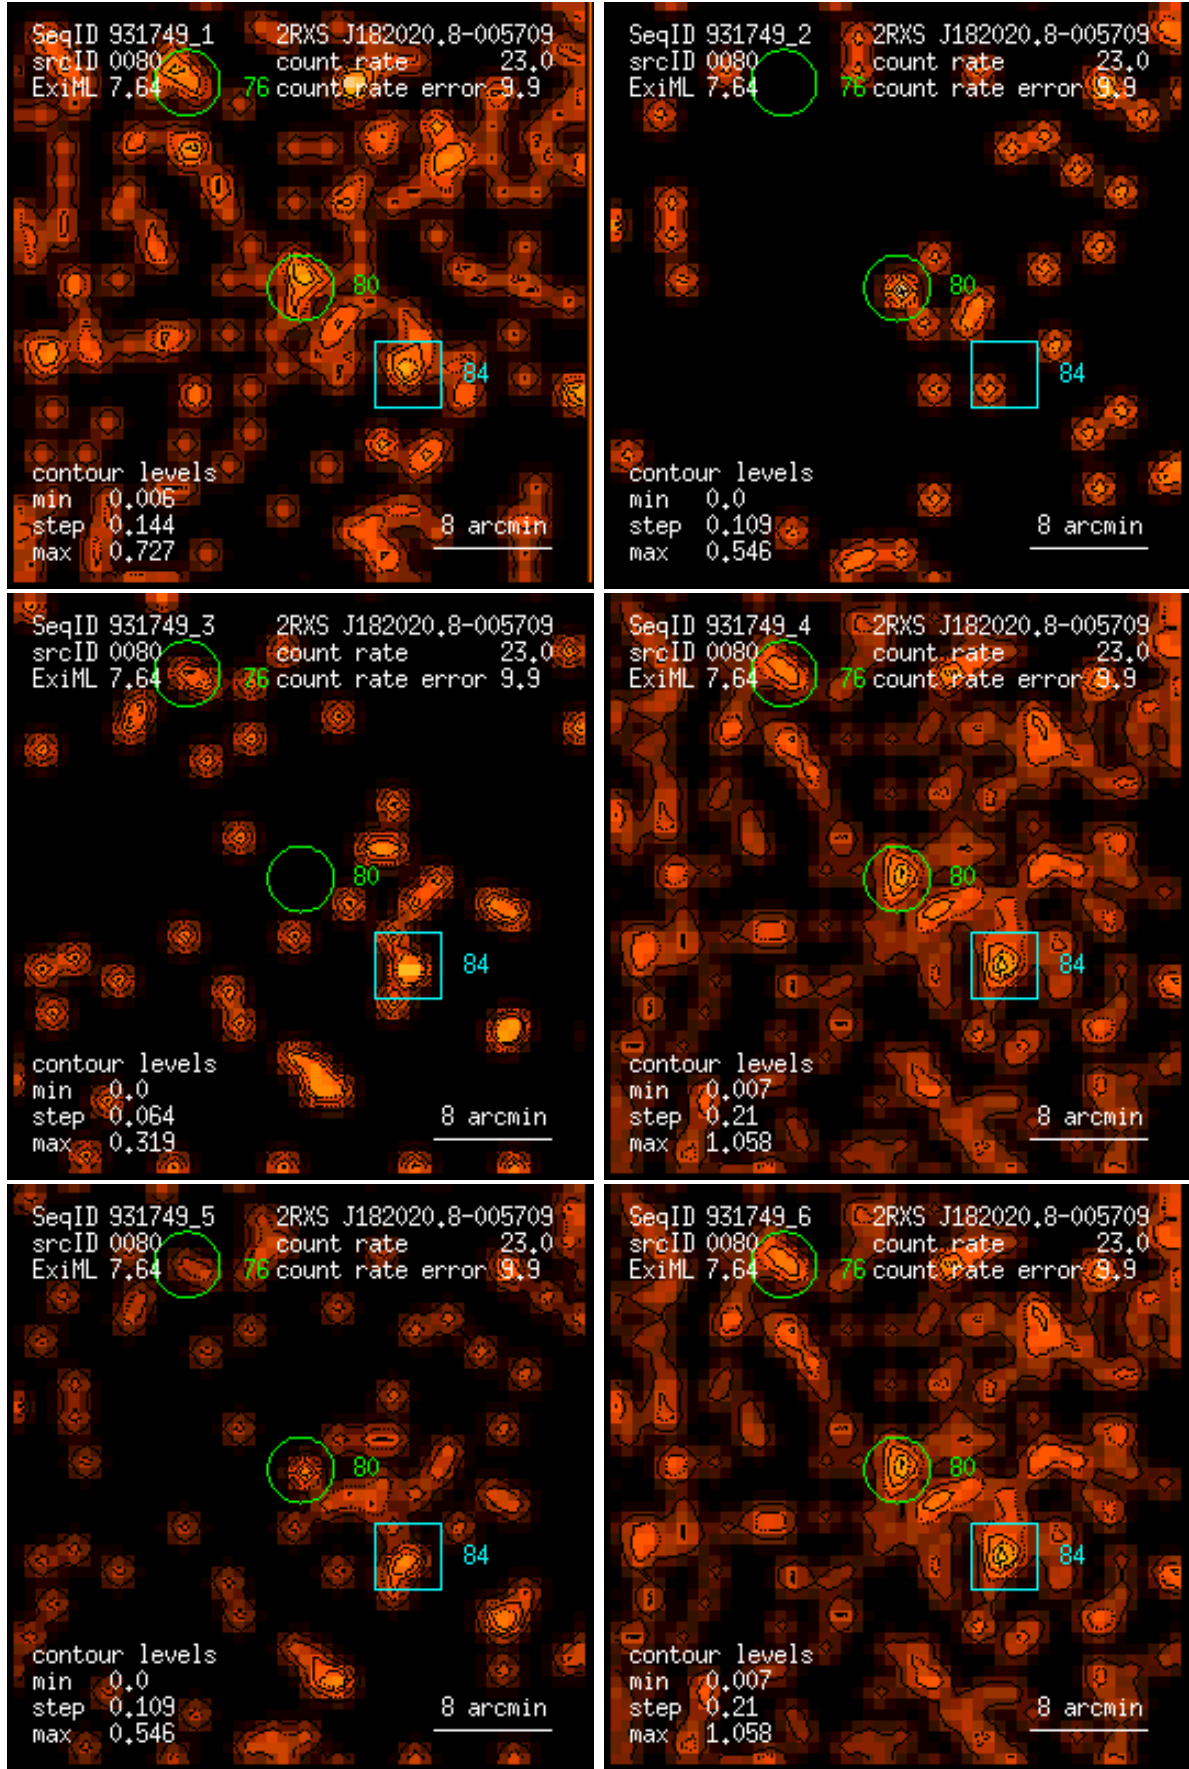 SeqID 931749_1 2RXS J182020.8-005709
srcID 0080 count rate 23.0
ExiML 7.64 76 count rate error 9.9
80
84
contour levels
min 0.006
step 0.144 8 arcmin
max 0.727
SeqID 931749_2 2RXS J182020.8-005709
srcID 0080 count rate 23.0
ExiML 7.64 76 count rate error 9.9
80
84
contour levels
min 0.0
step 0.109 8 arcmin
max 0.546
SeqID 931749_3 2RXS J182020.8-005709
srcID 0080 count rate 23.0
ExiML 7.64 76 count rate error 9.9
80
84
contour levels
min 0.0
step 0.064 8 arcmin
max 0.319
SeqID 931749_4 2RXS J182020.8-005709
srcID 0080 count rate 23.0
ExiML 7.64 76 count rate error 9.9
80
84
contour levels
min 0.007
step 0.21 8 arcmin
max 1.058
SeqID 931749_5 2RXS J182020.8-005709
srcID 0080 count rate 23.0
ExiML 7.64 76 count rate error 9.9
80
84
contour levels
min 0.0
step 0.109 8 arcmin
max 0.546
SeqID 931749_6 2RXS J182020.8-005709
srcID 0080 count rate 23.0
ExiML 7.64 76 count rate error 9.9
80
84
contour levels
min 0.007
step 0.21 8 arcmin
max 1.058